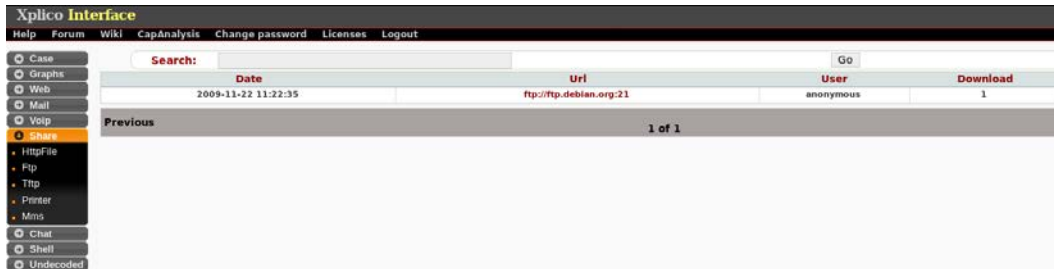 Xplico Interface
Help Forum Wiki CapAnalysis Change password Licenses Logout
Case
Graphs
Web
Mail
Voip
Share
HttpFile
Ftp
Tftp
Printer
Mms
Chat
Shell
Undecoded
Search: Go
Date Url User Download
2009-11-22 11:22:35 ftp://ftp.debian.org:21 anonymous 1
Previous 1 of 1